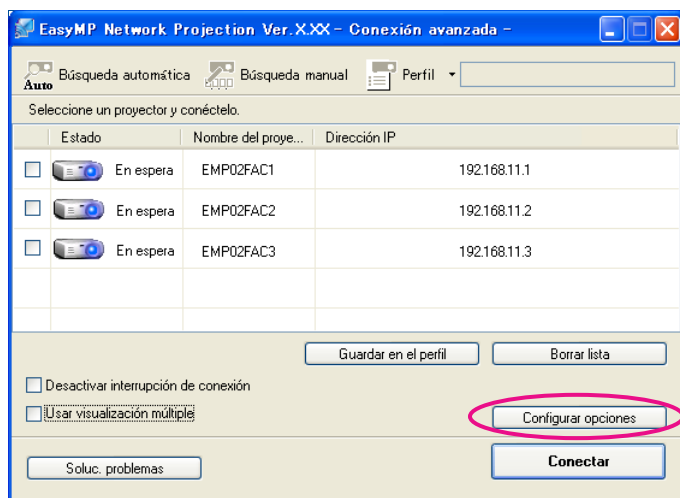 EasyMP Network Projection Ver.X.XX – Conexión avanzada –
Auto Búsqueda automática Búsqueda manual Perfil
Seleccione un proyector y conéctelo.
Estado Nombre del proye... Dirección IP
En espera EMP02FAC1 192.168.11.1
En espera EMP02FAC2 192.168.11.2
En espera EMP02FAC3 192.168.11.3
Guardar en el perfil Borrar lista
Desactivar interrupción de conexión
Usar visualización múltiple Configurar opciones
Soluc. problemas Conectar